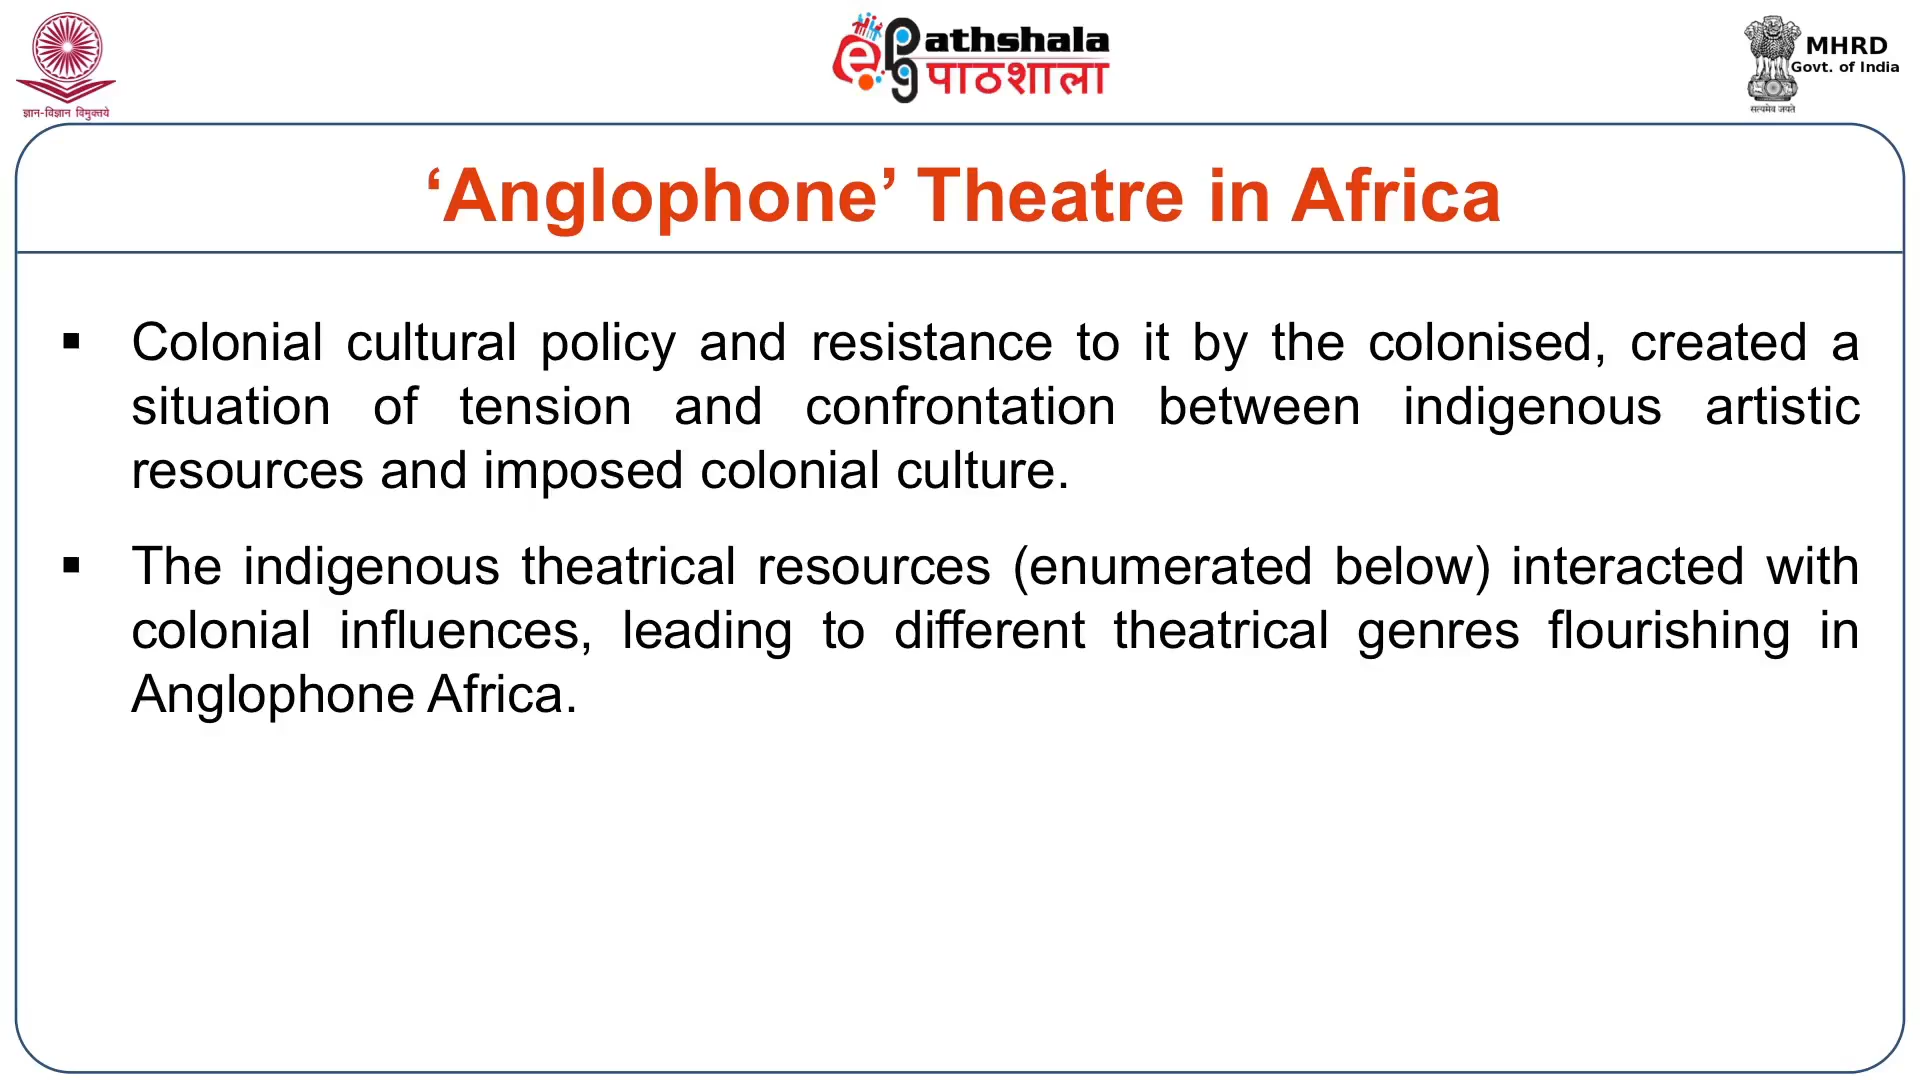 ज्ञान-विज्ञान विमुक्तये
e pg Pathshala
पाठशाला
MHRD
Govt. of India
सत्यमेव जयते
‘Anglophone’ Theatre in Africa
▪ Colonial cultural policy and resistance to it by the colonised, created a
situation of tension and confrontation between indigenous artistic
resources and imposed colonial culture.
▪ The indigenous theatrical resources (enumerated below) interacted with
colonial influences, leading to different theatrical genres flourishing in
Anglophone Africa.